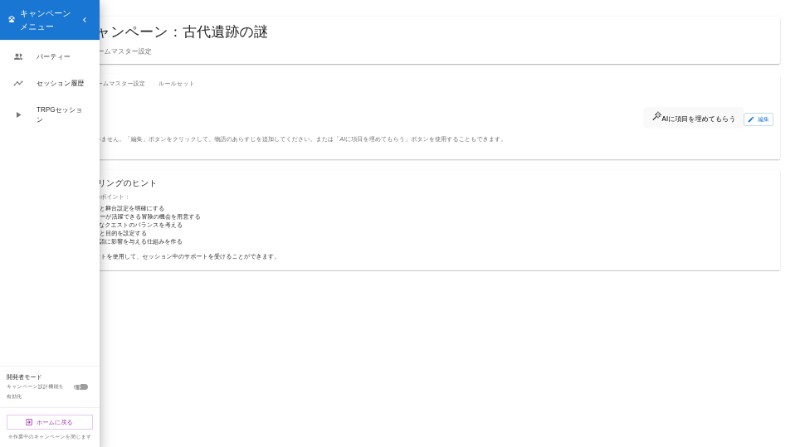 キャンペーン
メニュー
パーティー
セッション履歴
TRPGセッショ
ン
開発者モード
キャンペーン設計機能を
有効化
ホームに戻る
※作業中のキャンペーンを閉じます
ャンペーン：古代遺跡の謎
ームマスター設定
ームマスター設定 ルールセット
AIに項目を埋めてもらう 編集
ません。「編集」ボタンをクリックして、物語のあらすじを追加してください。または「AIに項目を埋めてもらう」ボタンを使用することもできます。
リングのヒント
ポイント：
と舞台設定を明確にする
ーが活躍できる冒険の機会を用意する
なクエストのバランスを考える
と目的を設定する
語に影響を与える仕組みを作る
トを使用して、セッション中のサポートを受けることができます。